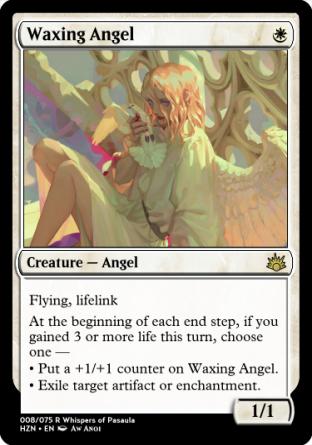 Waxing Angel
Creature — Angel
Flying, lifelink
At the beginning of each end step, if you
gained 3 or more life this turn, choose
one —
• Put a +1/+1 counter on Waxing Angel.
• Exile target artifact or enchantment.
008/075 R Whispers of Pasaula
HZN • EN Aw Anoi
1/1